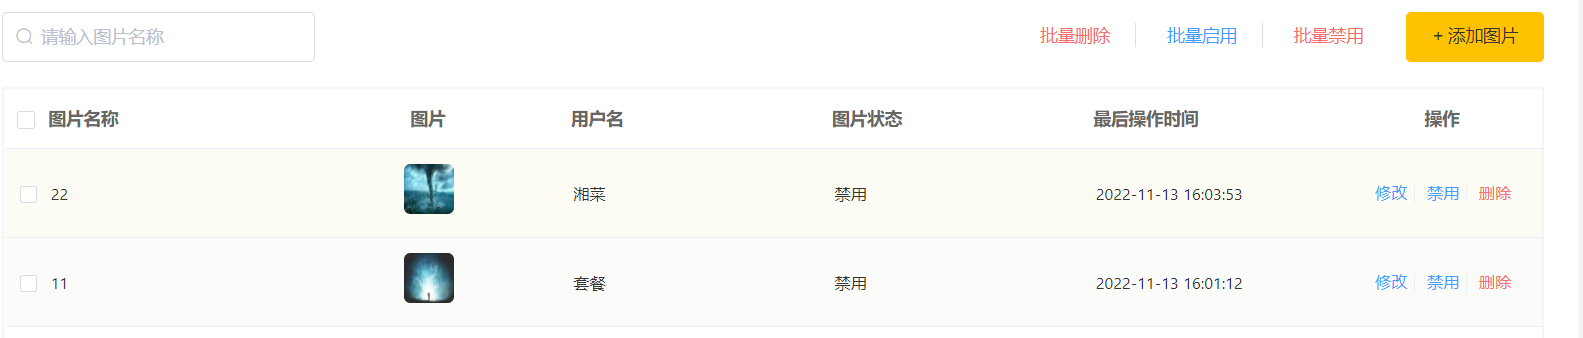 请输入图片名称 批量删除 批量启用 批量禁用 + 添加图片
图片名称 图片 用户名 图片状态 最后操作时间 操作
22 湘菜 禁用 2022-11-13 16:03:53 修改 禁用 删除
11 套餐 禁用 2022-11-13 16:01:12 修改 禁用 删除